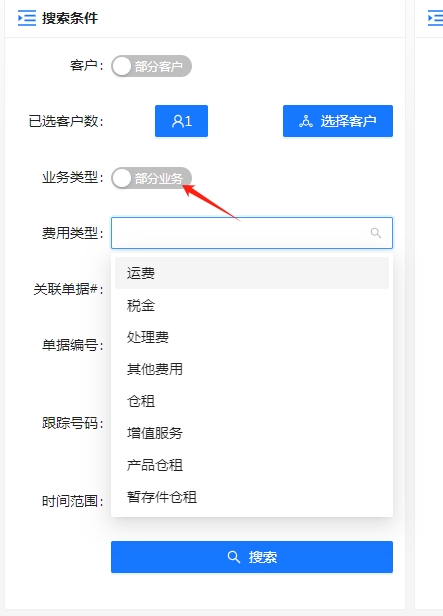 搜索条件
客户： 部分客户
已选客户数： 1 选择客户
业务类型： 部分业务
费用类型：
运费
关联单据#：
税金
处理费
单据编号：
其他费用
仓租
跟踪号码：
增值服务
产品仓租
时间范围：
暂存件仓租
搜索